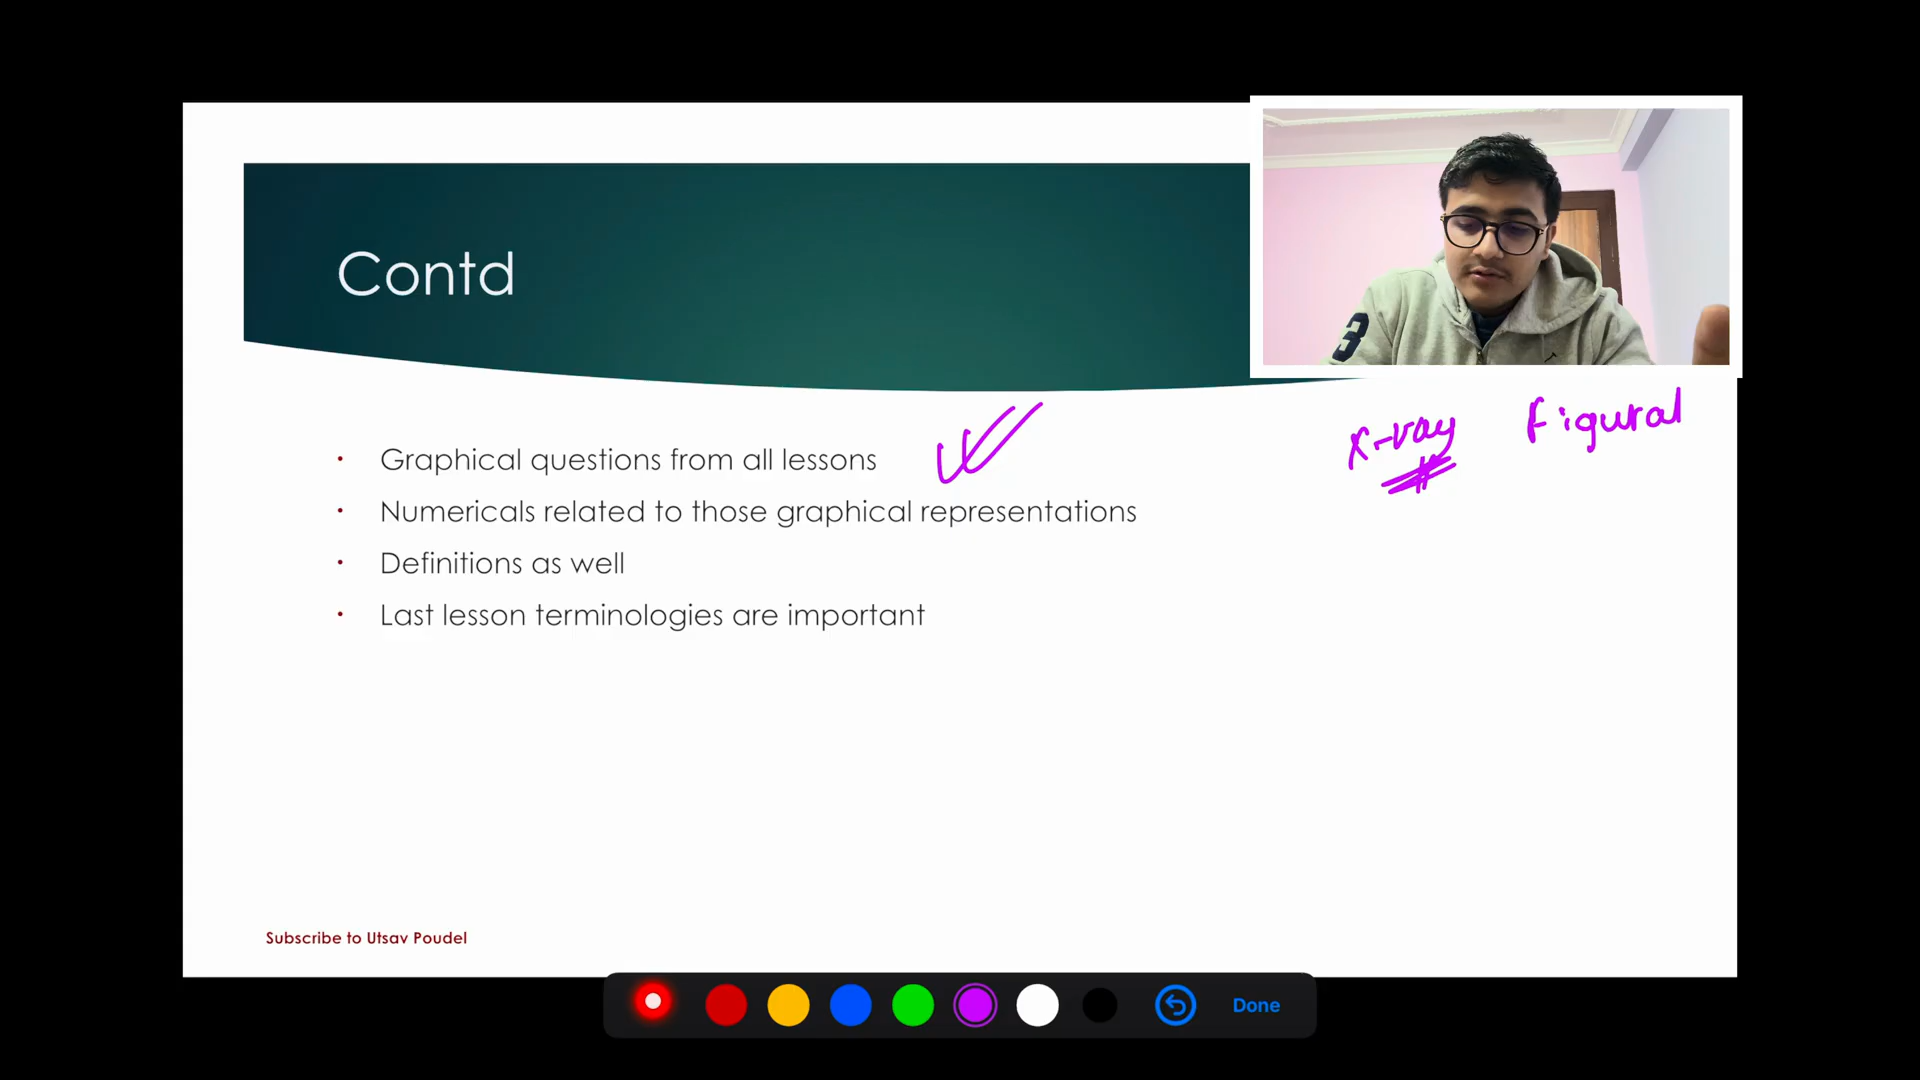 Contd
3
x-ray Figural
Graphical questions from all lessons
Numericals related to those graphical representations
Definitions as well
Last lesson terminologies are important
Subscribe to Utsav Poudel
Done